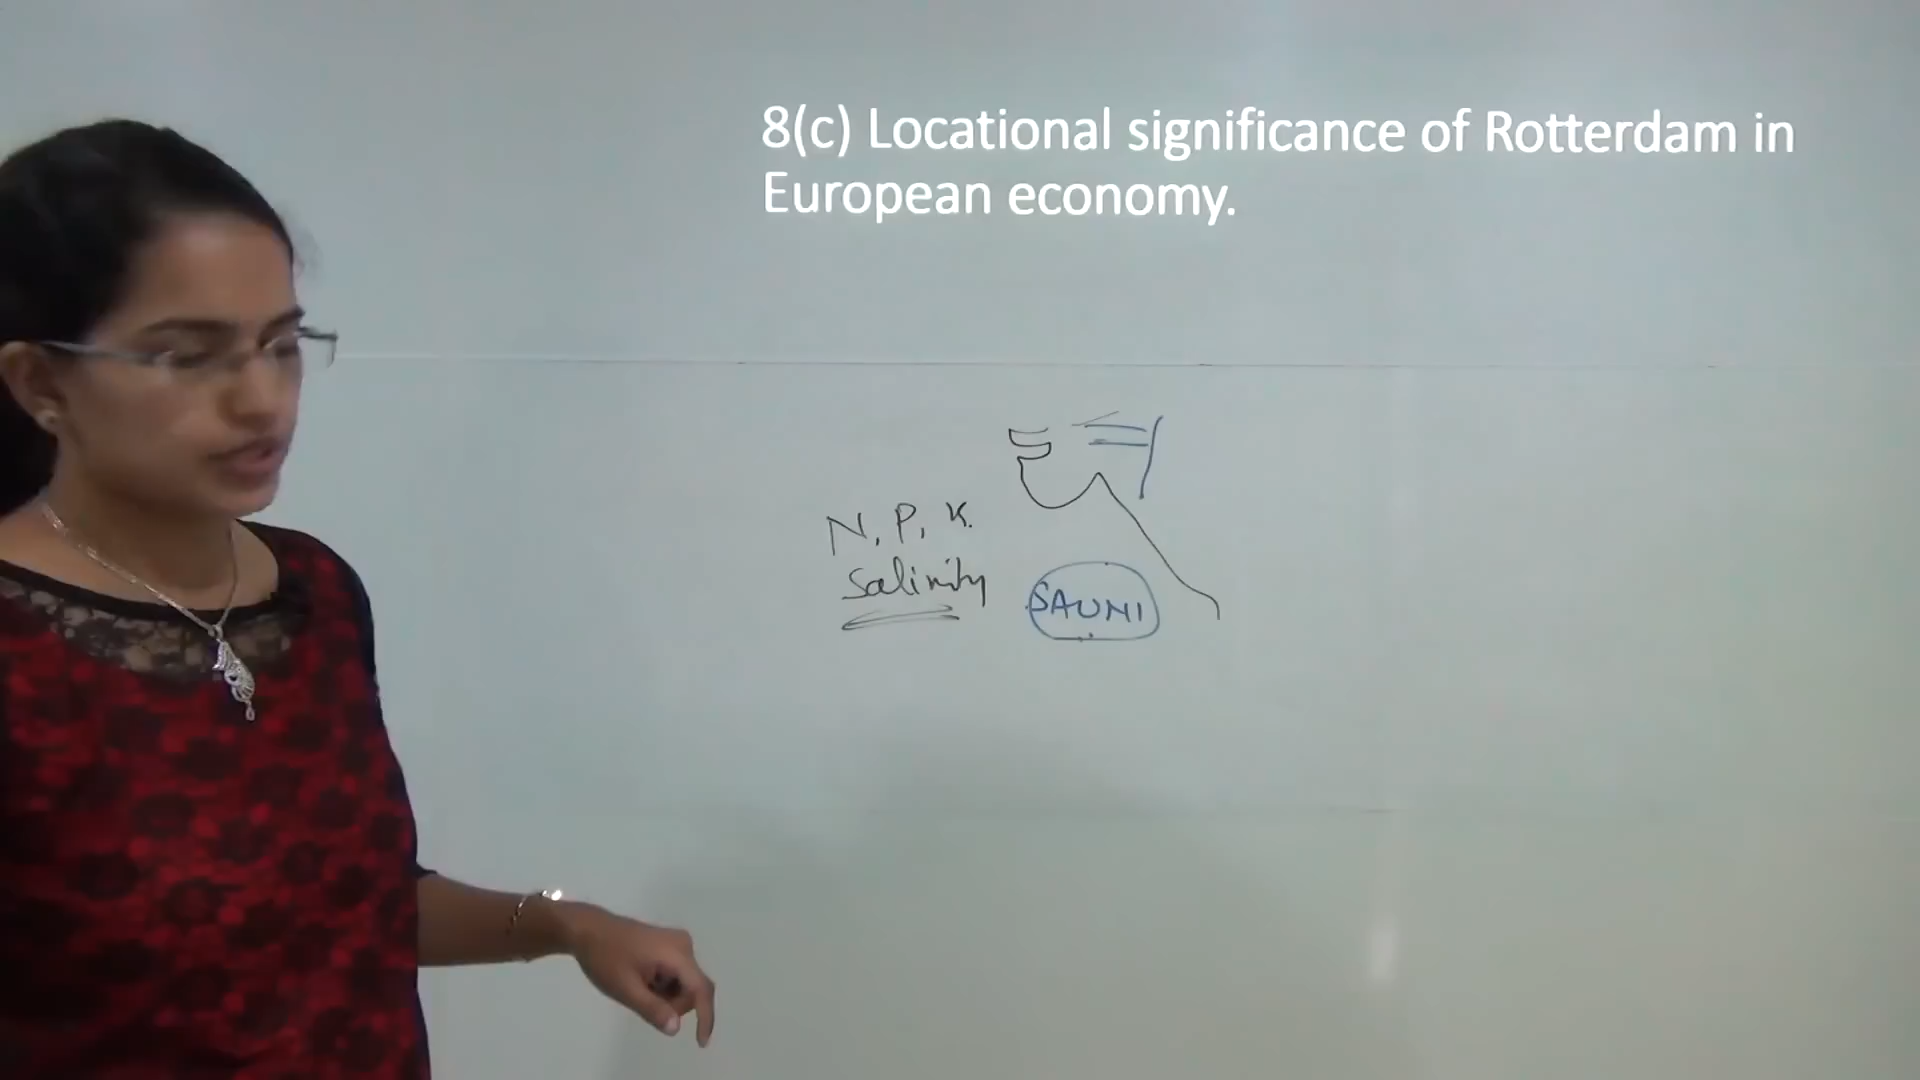 8(c) Locational significance of Rotterdam in
European economy.
N, P, K.
Salinity
SAUNI